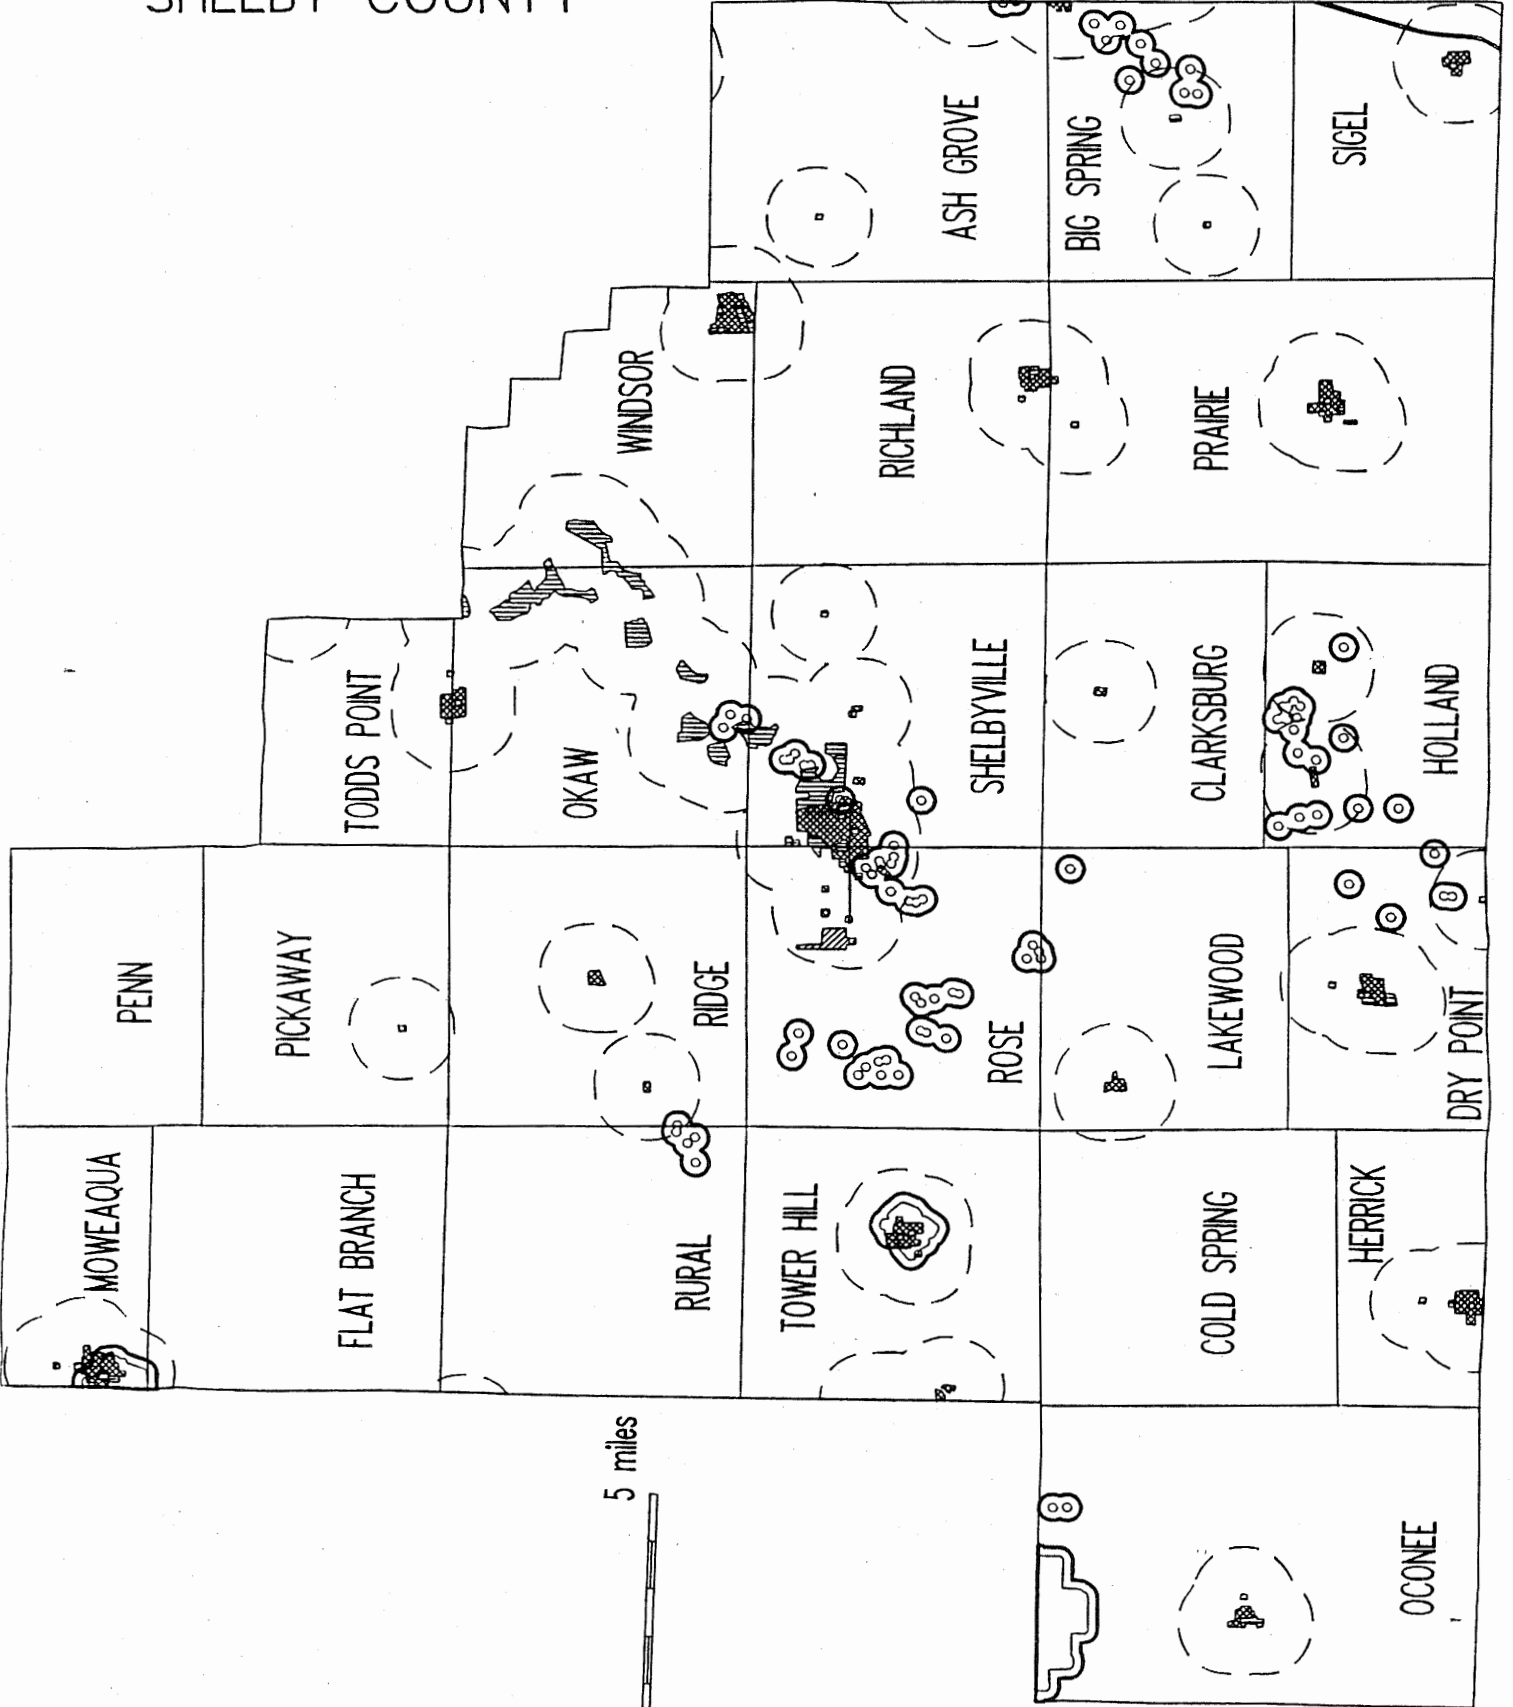 SHELBY COUNTY
ASH GROVE
BIG SPRING
SIGEL
WINDSOR
RICHLAND
PRAIRIE
TODDS POINT
OKAW
SHELBYVILLE
CLARKSBURG
HOLLAND
PENN
PICKAWAY
RIDGE
ROSE
LAKEWOOD
DRY POINT
MOWEAQUA
FLAT BRANCH
RURAL
TOWER HILL
COLD SPRING
HERRICK
5 miles
OCONEE